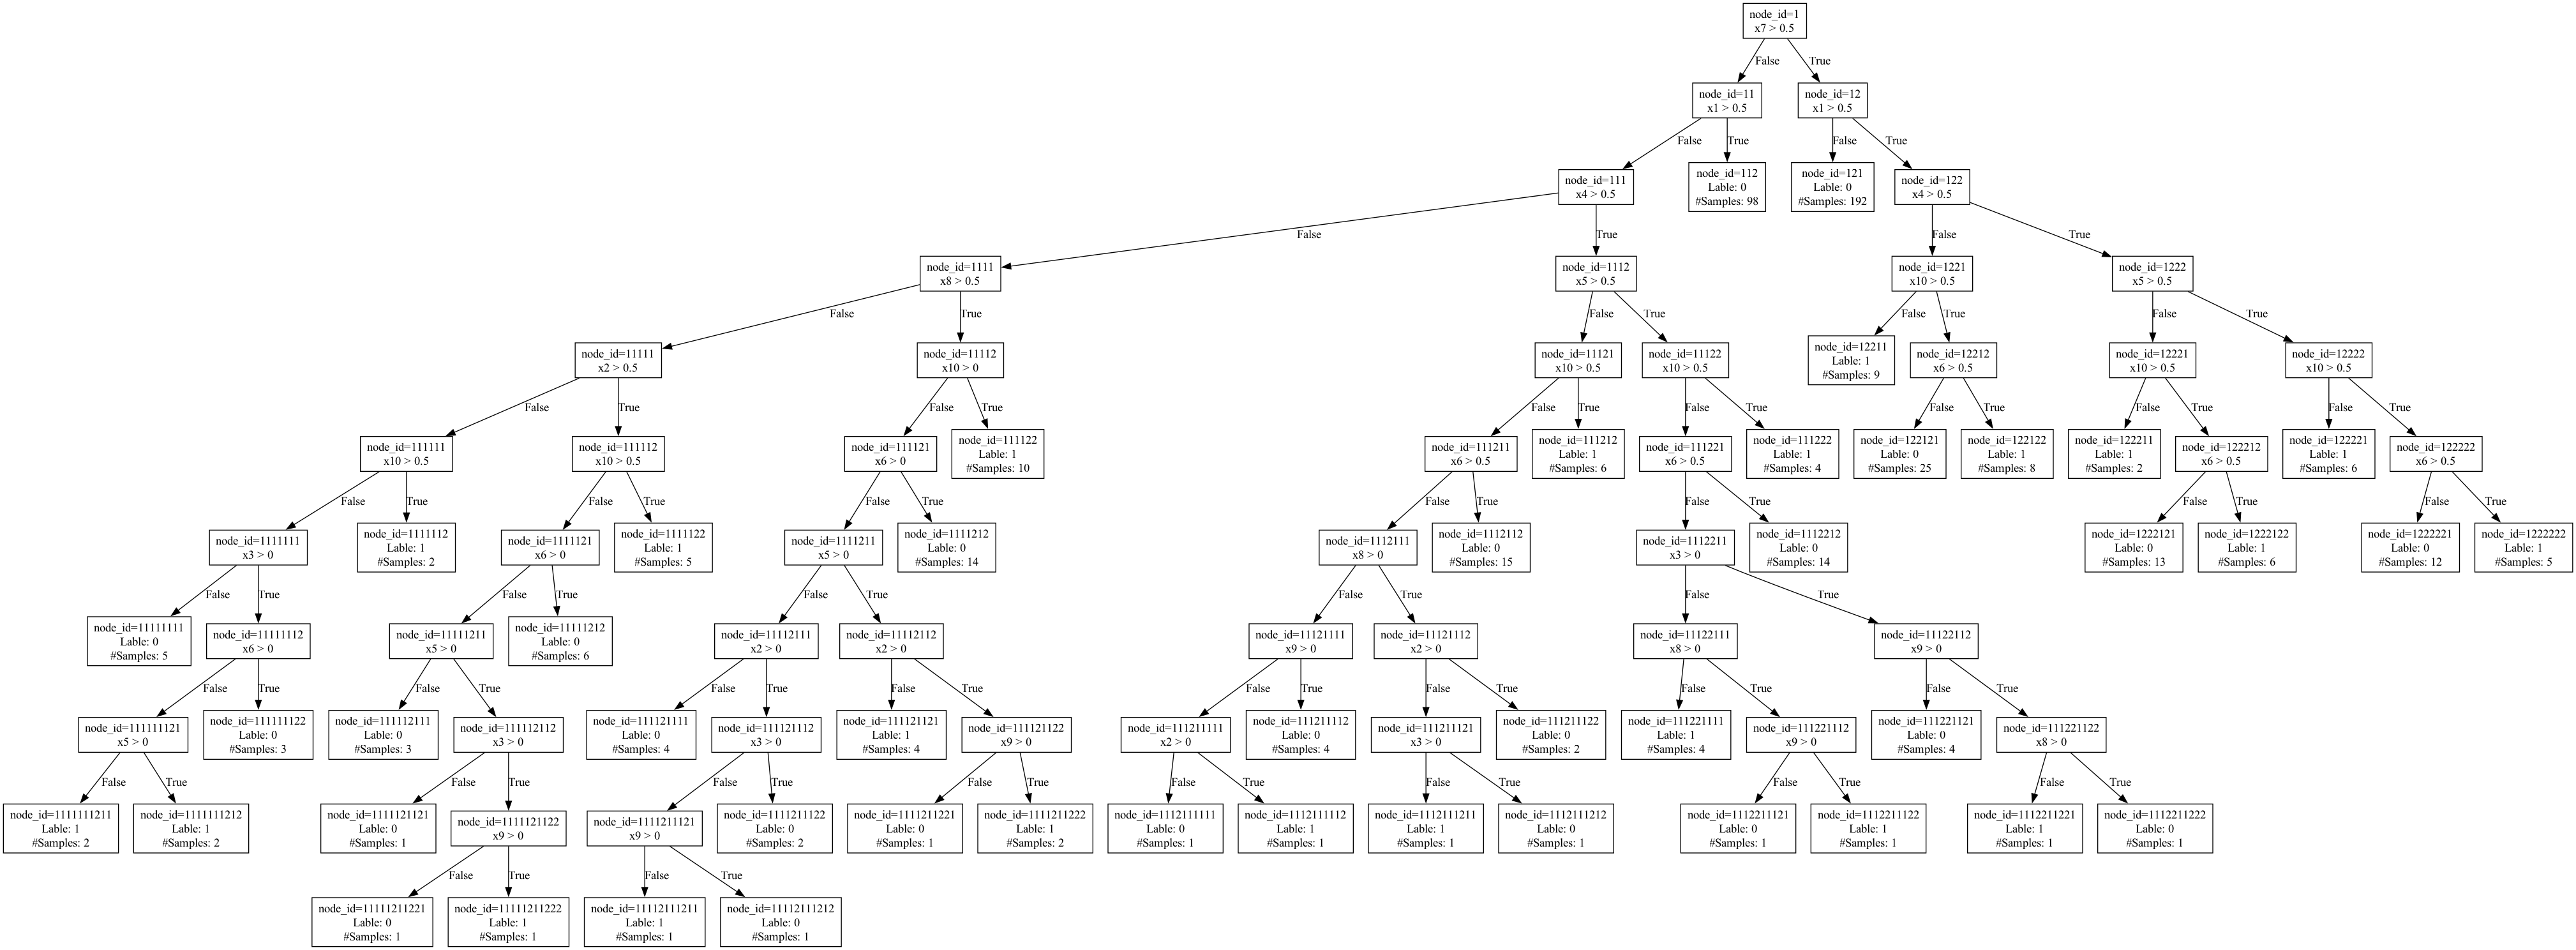 node_id=1
x7 > 0.5
False
True
node_id=11
x1 > 0.5
node_id=12
x1 > 0.5
False
True
False
True
node_id=111
x4 > 0.5
node_id=112
Lable: 0
#Samples: 98
node_id=121
Lable: 0
#Samples: 192
node_id=122
x4 > 0.5
False
True
False
True
node_id=1111
x8 > 0.5
node_id=1112
x5 > 0.5
node_id=1221
x10 > 0.5
node_id=1222
x5 > 0.5
False
True
False
True
False
True
False
True
node_id=11111
x2 > 0.5
node_id=11112
x10 > 0
node_id=11121
x10 > 0.5
node_id=11122
x10 > 0.5
node_id=12211
Lable: 1
#Samples: 9
node_id=12212
x6 > 0.5
node_id=12221
x10 > 0.5
node_id=12222
x10 > 0.5
False
True
False
True
False
True
False
True
False
True
False
True
False
True
node_id=111111
x10 > 0.5
node_id=111112
x10 > 0.5
node_id=111121
x6 > 0
node_id=111122
Lable: 1
#Samples: 10
node_id=111211
x6 > 0.5
node_id=111212
Lable: 1
#Samples: 6
node_id=111221
x6 > 0.5
node_id=111222
Lable: 1
#Samples: 4
node_id=122121
Lable: 0
#Samples: 25
node_id=122122
Lable: 1
#Samples: 8
node_id=122211
Lable: 1
#Samples: 2
node_id=122212
x6 > 0.5
node_id=122221
Lable: 1
#Samples: 6
node_id=122222
x6 > 0.5
False
True
False
True
False
True
False
True
False
True
False
True
False
True
node_id=1111111
x3 > 0
node_id=1111112
Lable: 1
#Samples: 2
node_id=1111121
x6 > 0
node_id=1111122
Lable: 1
#Samples: 5
node_id=1111211
x5 > 0
node_id=1111212
Lable: 0
#Samples: 14
node_id=1112111
x8 > 0
node_id=1112112
Lable: 0
#Samples: 15
node_id=1112211
x3 > 0
node_id=1112212
Lable: 0
#Samples: 14
node_id=1222121
Lable: 0
#Samples: 13
node_id=1222122
Lable: 1
#Samples: 6
node_id=1222221
Lable: 0
#Samples: 12
node_id=1222222
Lable: 1
#Samples: 5
False
True
False
True
False
True
False
True
False
True
node_id=11111111
Lable: 0
#Samples: 5
node_id=11111112
x6 > 0
node_id=11111211
x5 > 0
node_id=11111212
Lable: 0
#Samples: 6
node_id=11112111
x2 > 0
node_id=11112112
x2 > 0
node_id=11121111
x9 > 0
node_id=11121112
x2 > 0
node_id=11122111
x8 > 0
node_id=11122112
x9 > 0
False
True
False
True
False
True
False
True
False
True
False
True
False
True
False
True
node_id=111111121
x5 > 0
node_id=111111122
Lable: 0
#Samples: 3
node_id=111112111
Lable: 0
#Samples: 3
node_id=111112112
x3 > 0
node_id=111121111
Lable: 0
#Samples: 4
node_id=111121112
x3 > 0
node_id=111121121
Lable: 1
#Samples: 4
node_id=111121122
x9 > 0
node_id=111211111
x2 > 0
node_id=111211112
Lable: 0
#Samples: 4
node_id=111211121
x3 > 0
node_id=111211122
Lable: 0
#Samples: 2
node_id=111221111
Lable: 1
#Samples: 4
node_id=111221112
x9 > 0
node_id=111221121
Lable: 0
#Samples: 4
node_id=111221122
x8 > 0
False
True
False
True
False
True
False
True
False
True
False
True
False
True
False
True
node_id=1111111211
Lable: 1
#Samples: 2
node_id=1111111212
Lable: 1
#Samples: 2
node_id=1111121121
Lable: 0
#Samples: 1
node_id=1111121122
x9 > 0
node_id=1111211121
x9 > 0
node_id=1111211122
Lable: 0
#Samples: 2
node_id=1111211221
Lable: 0
#Samples: 1
node_id=1111211222
Lable: 1
#Samples: 2
node_id=1112111111
Lable: 0
#Samples: 1
node_id=1112111112
Lable: 1
#Samples: 1
node_id=1112111211
Lable: 1
#Samples: 1
node_id=1112111212
Lable: 0
#Samples: 1
node_id=1112211121
Lable: 0
#Samples: 1
node_id=1112211122
Lable: 1
#Samples: 1
node_id=1112211221
Lable: 1
#Samples: 1
node_id=1112211222
Lable: 0
#Samples: 1
False
True
False
True
node_id=11111211221
Lable: 0
#Samples: 1
node_id=11111211222
Lable: 1
#Samples: 1
node_id=11112111211
Lable: 1
#Samples: 1
node_id=11112111212
Lable: 0
#Samples: 1